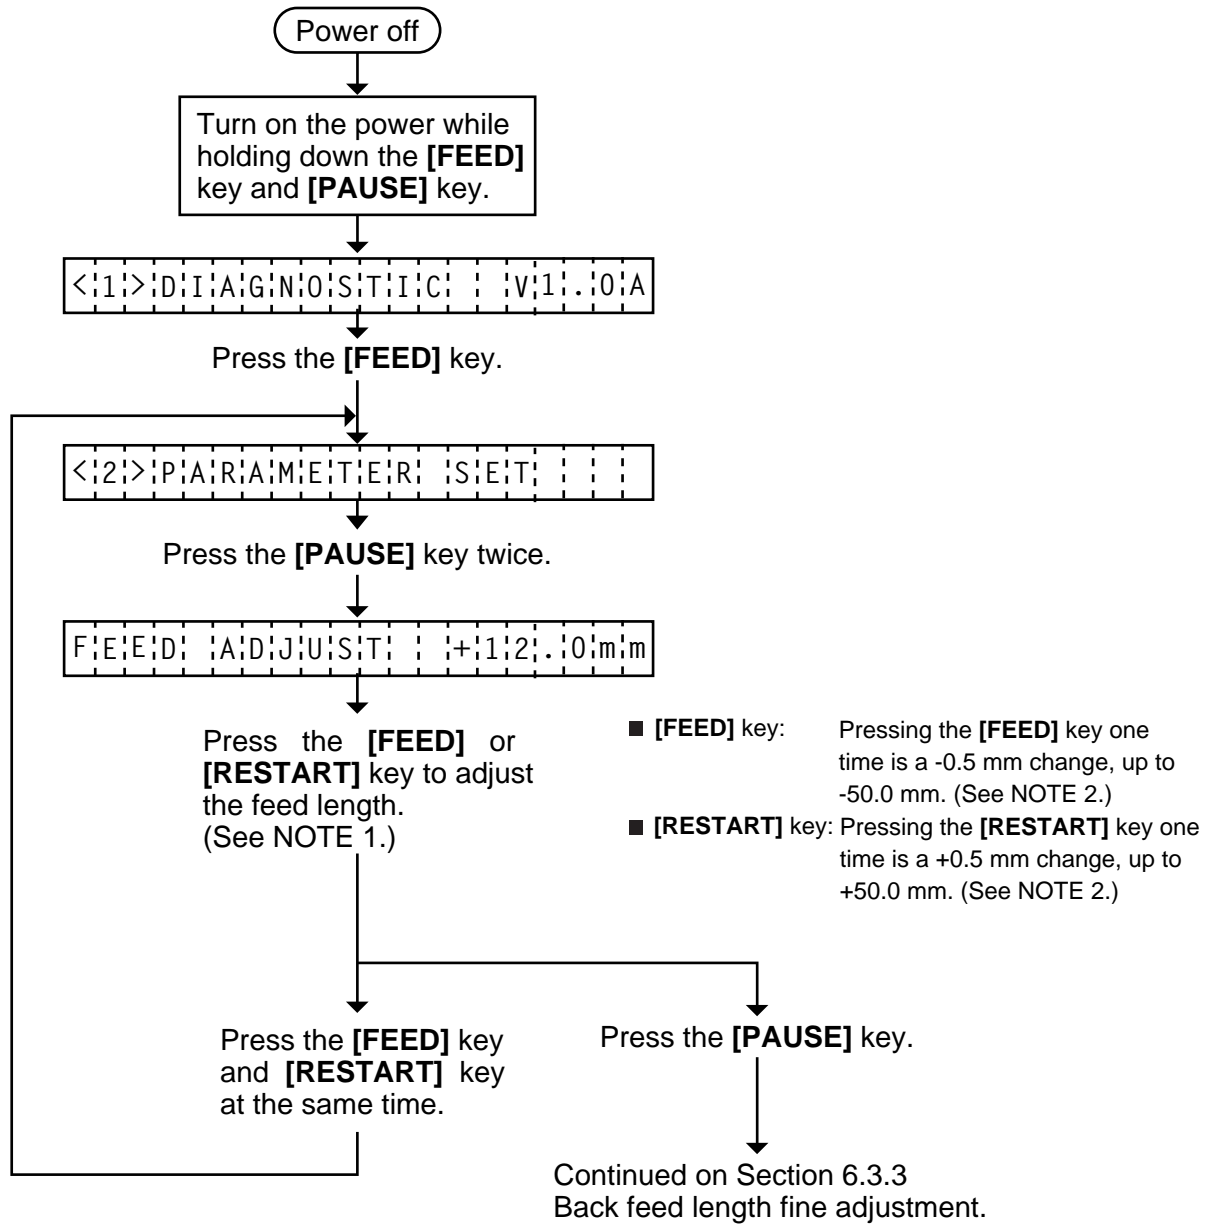 Power off
Turn on the power while
holding down the [FEED]
key and [PAUSE] key.
<1>DIAGNOSTIC  V1.0A
Press the [FEED] key.
<2>PARAMETER SET
Press the [PAUSE] key twice.
FEED ADJUST  +12.0mm
Press the [FEED] or
[RESTART] key to adjust
the feed length.
(See NOTE 1.)
■ [FEED] key: Pressing the [FEED] key one
time is a -0.5 mm change, up to
-50.0 mm. (See NOTE 2.)
■ [RESTART] key: Pressing the [RESTART] key one
time is a +0.5 mm change, up to
+50.0 mm. (See NOTE 2.)
Press the [FEED] key
and [RESTART] key
at the same time.
Press the [PAUSE] key.
Continued on Section 6.3.3
Back feed length fine adjustment.